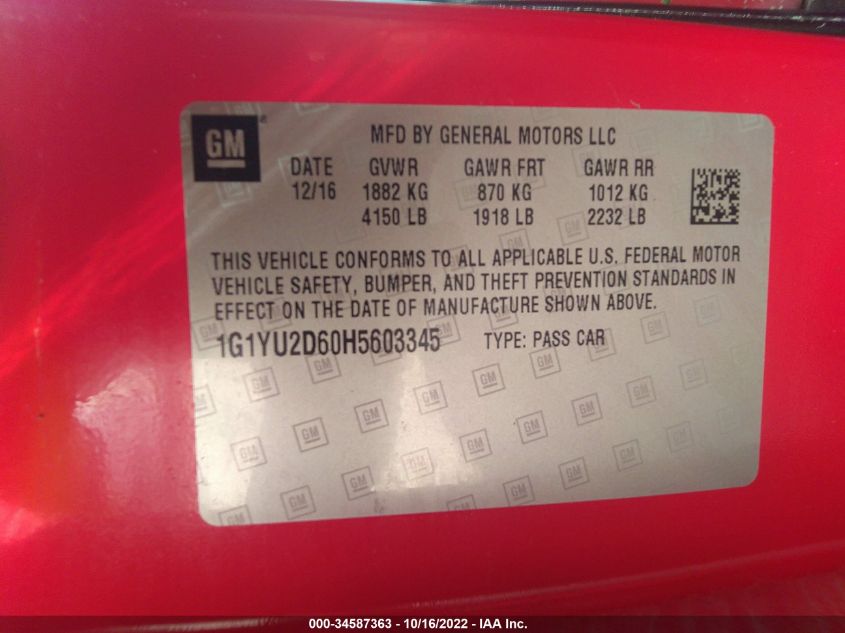 GM
MFD BY GENERAL MOTORS LLC
DATE GVWR GAWR FRT GAWR RR
12/16 1882 KG 870 KG 1012 KG
4150 LB 1918 LB 2232 LB
THIS VEHICLE CONFORMS TO ALL APPLICABLE U.S. FEDERAL MOTOR
VEHICLE SAFETY, BUMPER, AND THEFT PREVENTION STANDARDS IN
EFFECT ON THE DATE OF MANUFACTURE SHOWN ABOVE.
1G1YU2D60H5603345 TYPE: PASS CAR
000-34587363 - 10/16/2022 - IAA Inc.